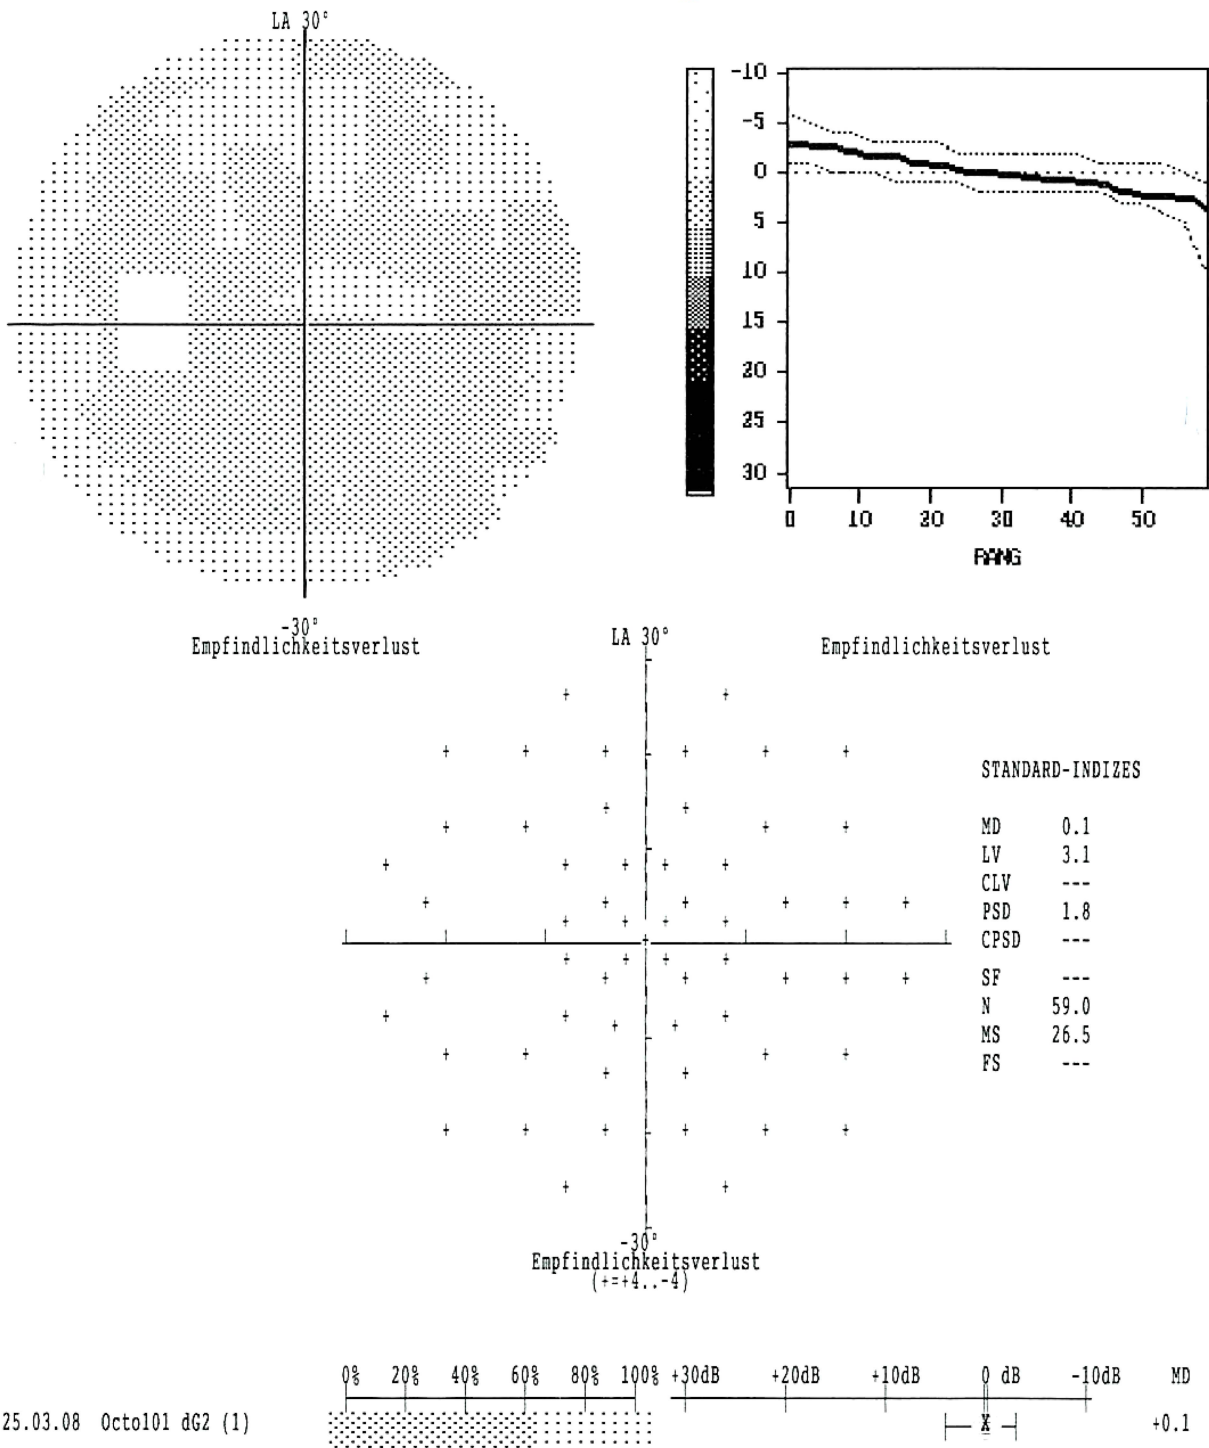 LA 30°
-10
-5
0
5
10
15
20
25
30
0 10 20 30 40 50
RANG
-30°
Empfindlichkeitsverlust
LA 30°
Empfindlichkeitsverlust
STANDARD-INDIZES
MD 0.1
LV 3.1
CLV ---
PSD 1.8
CPSD ---
SF ---
N 59.0
MS 26.5
FS ---
-30°
Empfindlichkeitsverlust
(+=+4..-4)
0% 20% 40% 60% 80% 100% +30dB +20dB +10dB 0 dB -10dB MD
25.03.08 Octo101 dG2 (1) X +0.1